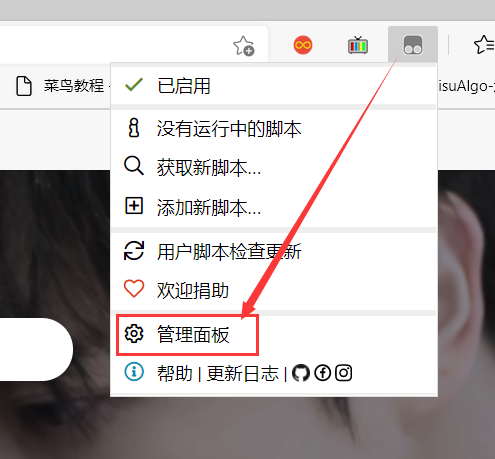 菜鸟教程 -
isuAlgo-
已启用
没有运行中的脚本
获取新脚本...
添加新脚本...
用户脚本检查更新
欢迎捐助
管理面板
帮助 | 更新日志 |